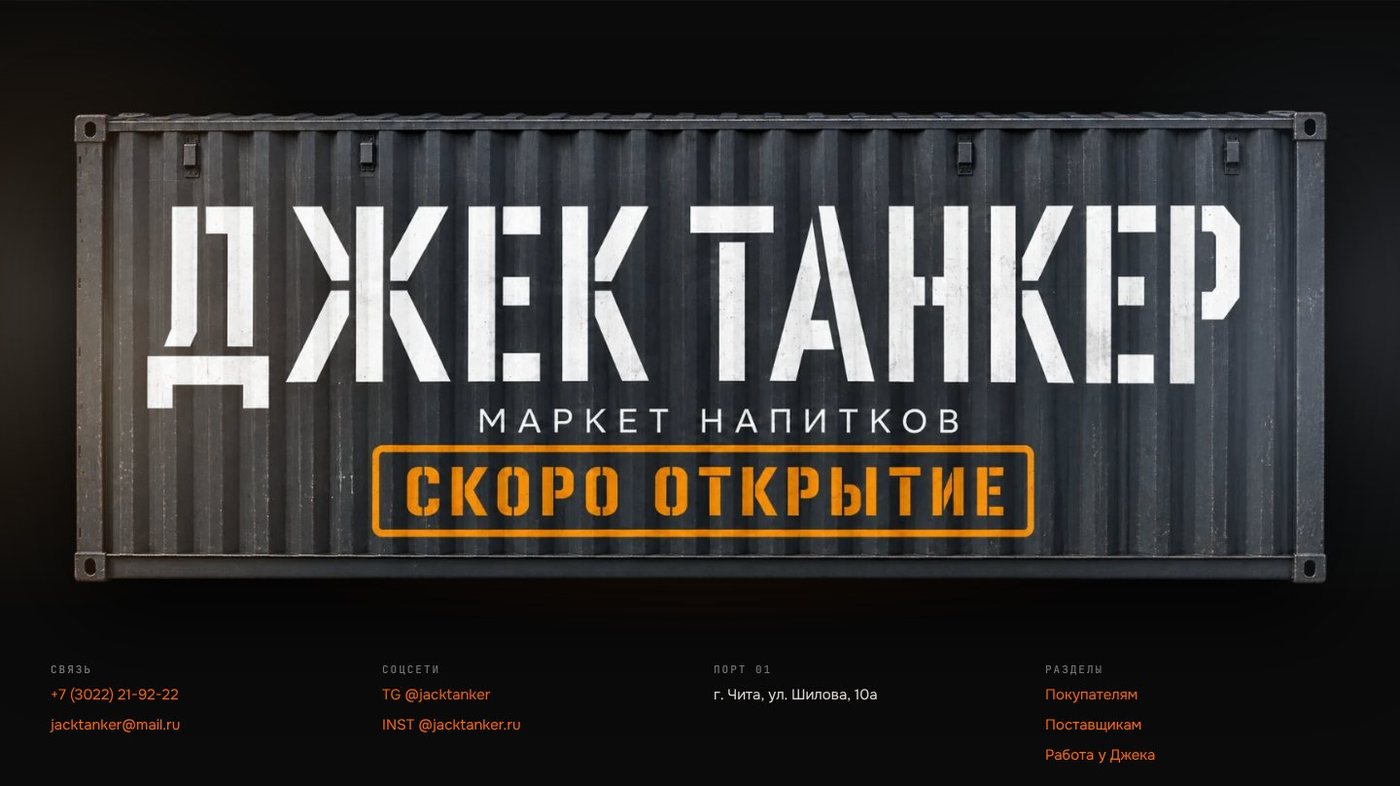 ДЖЕК ТАНКЕР
МАРКЕТ НАПИТКОВ
СКОРО ОТКРЫТИЕ
СВЯЗЬ
+7 (3022) 21-92-22
jacktanker@mail.ru
СОЦСЕТИ
TG @jacktanker
INST @jacktanker.ru
ПОРТ 01
г. Чита, ул. Шилова, 10а
РАЗДЕЛЫ
Покупателям
Поставщикам
Работа у Джека